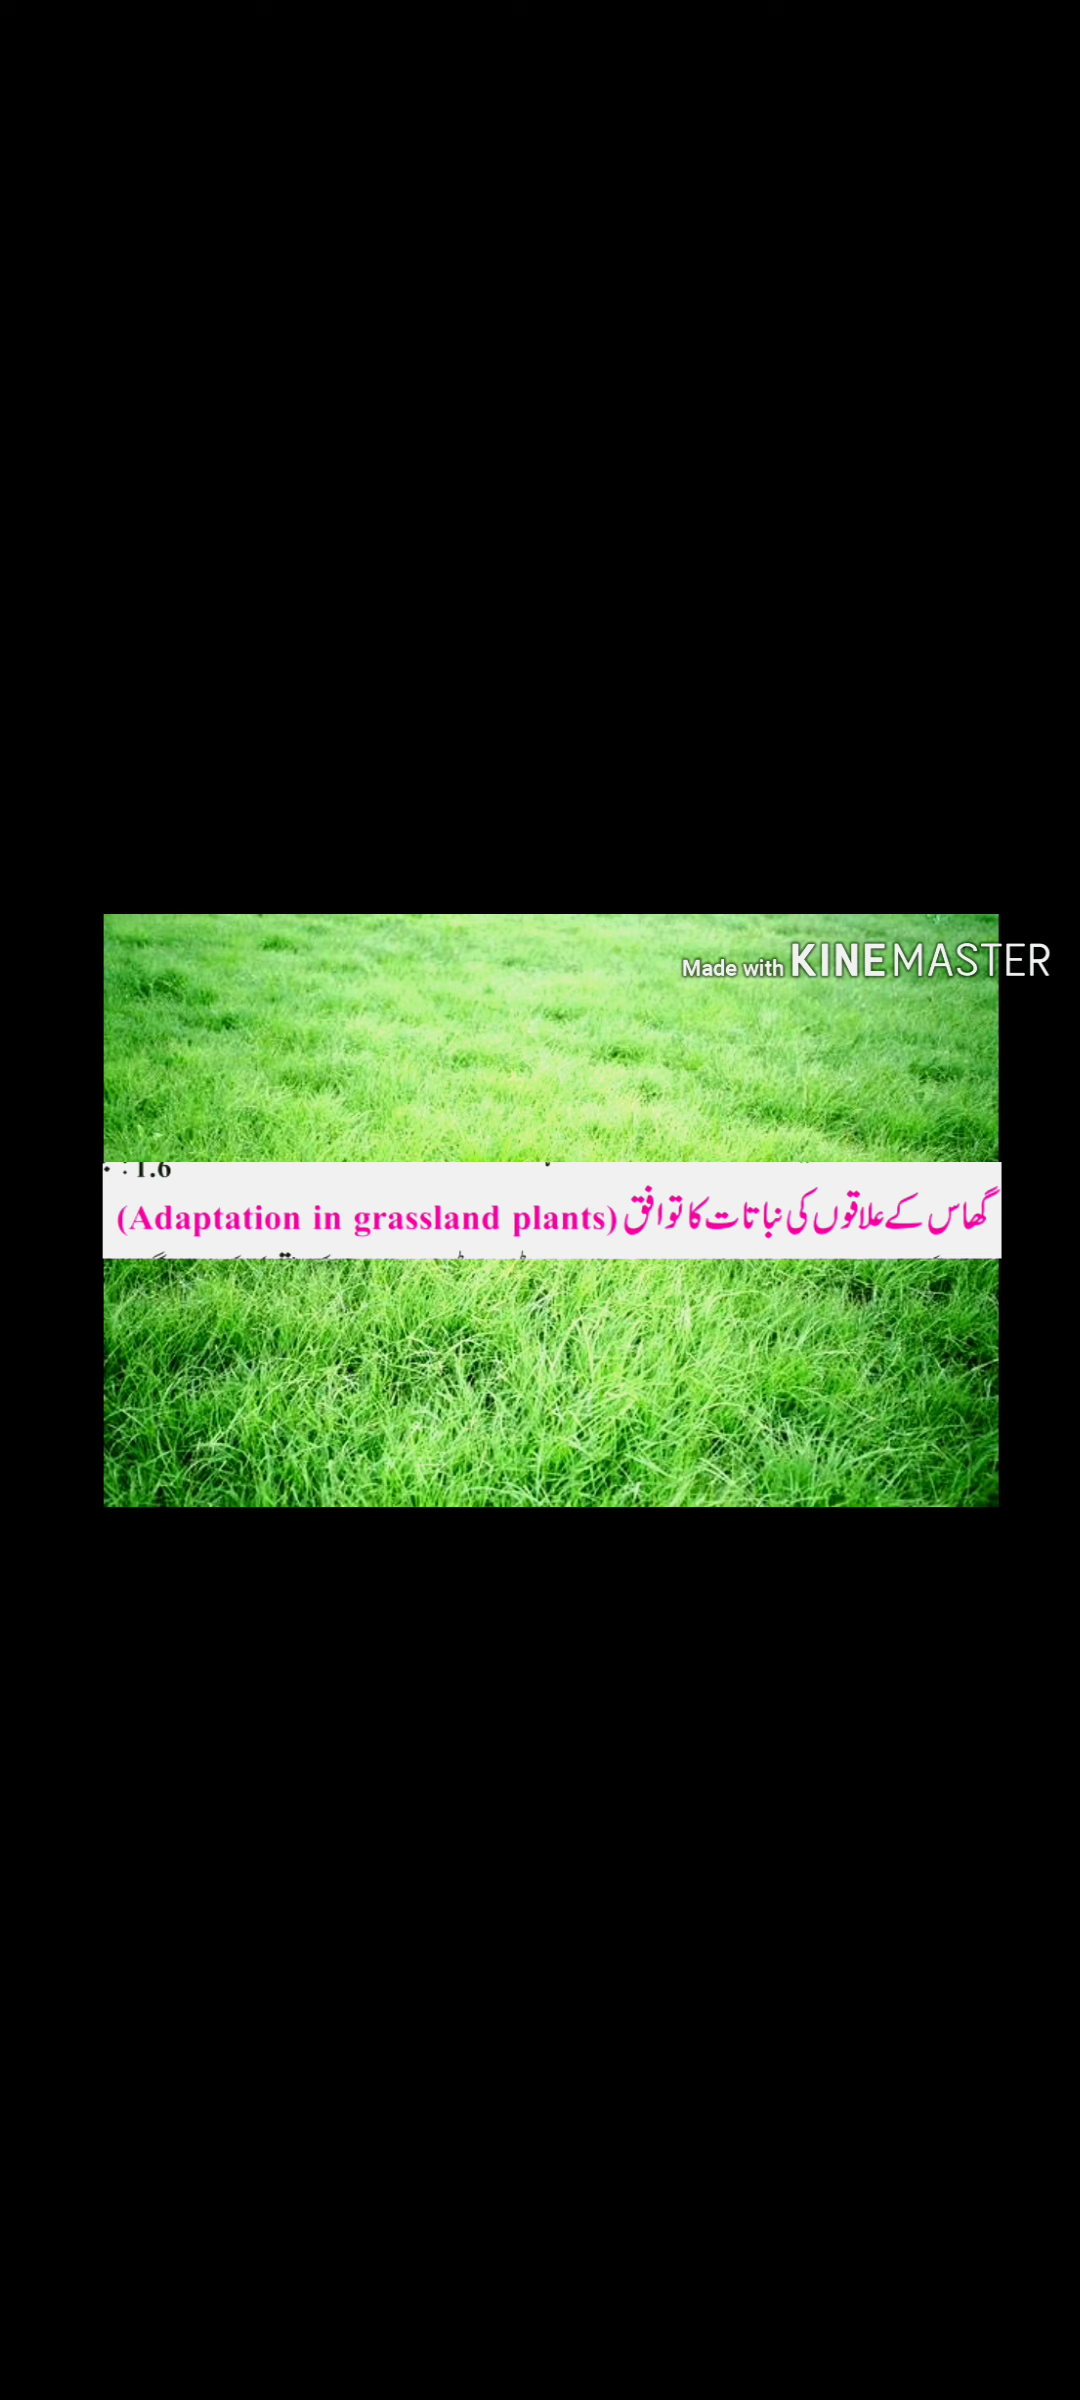 Made with KINEMASTER
: 1.6
گھاس کے علاقوں کی نباتات کا توافق (Adaptation in grassland plants)